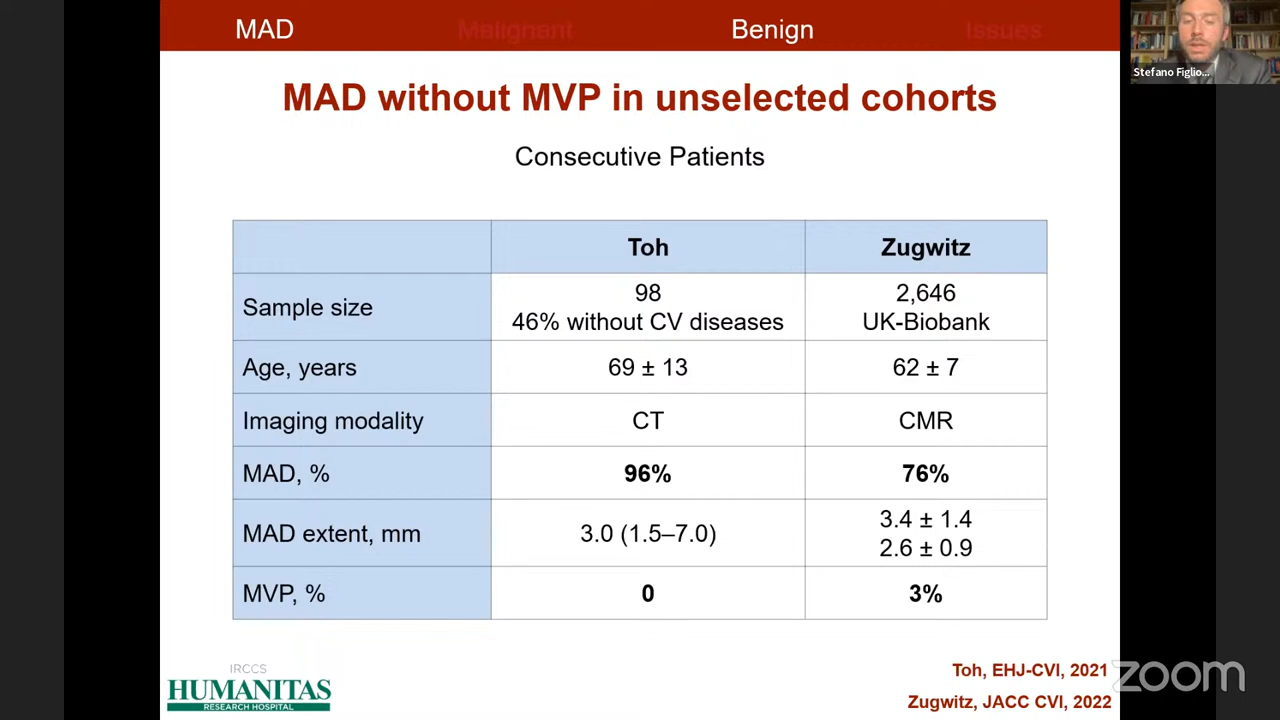 MAD Malignant Benign Issues
Stefano Figlio...
MAD without MVP in unselected cohorts
Consecutive Patients
Toh Zugwitz
Sample size 98 2,646
46% without CV diseases UK-Biobank
Age, years 69 ± 13 62 ± 7
Imaging modality CT CMR
MAD, % 96% 76%
MAD extent, mm 3.0 (1.5–7.0) 3.4 ± 1.4
2.6 ± 0.9
MVP, % 0 3%
IRCCS
HUMANITAS
RESEARCH HOSPITAL
Toh, EHJ-CVI, 2021
Zugwitz, JACC CVI, 2022
zoom